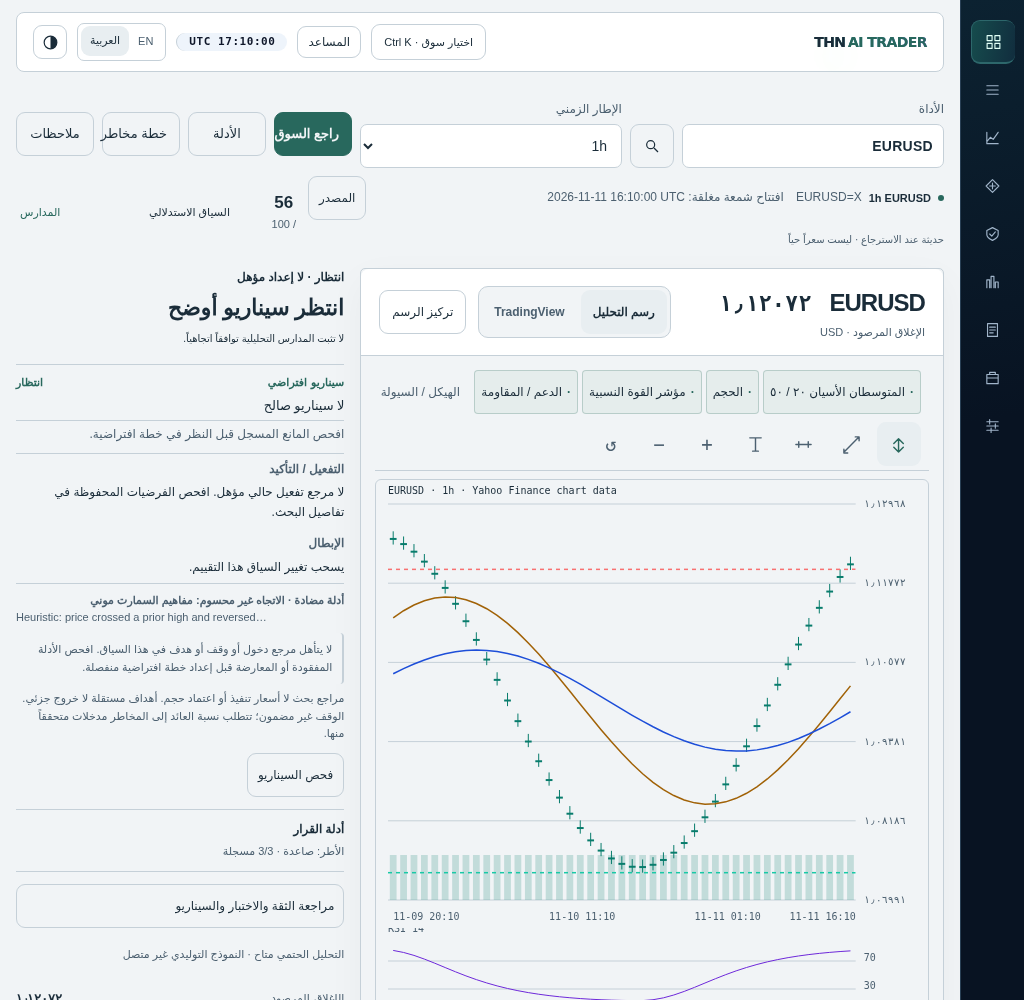 THN AI TRADER
اختيار سوق · Ctrl K
المساعد
UTC 17:10:00
EN
العربية
الأداة
الإطار الزمني
EURUSD
1h
راجع السوق
الأدلة
خطة مخاطر
ملاحظات
1h EURUSD
EURUSD=X
افتتاح شمعة مغلقة: 2026-11-11 16:10:00 UTC
المصدر
56
/ 100
السياق الاستدلالي
المدارس
حديثة عند الاسترجاع · ليست سعراً حياً
EURUSD ١٫١٢٠٧٢
الإغلاق المرصود · USD
رسم التحليل
TradingView
تركيز الرسم
· المتوسطان الأسيان ٢٠ / ٥٠
· الحجم
· مؤشر القوة النسبية
· الدعم / المقاومة
الهيكل / السيولة
EURUSD · 1h · Yahoo Finance chart data
١٫١٢٩٦٨
١٫١١٧٧٢
١٫١٠٥٧٧
١٫٠٩٣٨١
١٫٠٨١٨٦
١٫٠٦٩٩١
11-09 20:10
11-10 11:10
11-11 01:10
11-11 16:10
RSI 14
70
30
انتظار · لا إعداد مؤهل
انتظر سيناريو أوضح
لا تثبت المدارس التحليلية توافقاً اتجاهياً.
سيناريو افتراضي
انتظار
لا سيناريو صالح
افحص المانع المسجل قبل النظر في خطة افتراضية.
التفعيل / التأكيد
لا مرجع تفعيل حالي مؤهل. افحص الفرضيات المحفوظة في
تفاصيل البحث.
الإبطال
يسحب تغيير السياق هذا التقييم.
أدلة مضادة · الاتجاه غير محسوم: مفاهيم السمارت موني
Heuristic: price crossed a prior high and reversed…
لا يتأهل مرجع دخول أو وقف أو هدف في هذا السياق. افحص الأدلة
المفقودة أو المعارضة قبل إعداد خطة افتراضية منفصلة.
مراجع بحث لا أسعار تنفيذ أو اعتماد حجم. أهداف مستقلة لا خروج جزئي.
الوقف غير مضمون؛ تتطلب نسبة العائد إلى المخاطر مدخلات متحققاً
منها.
فحص السيناريو
أدلة القرار
الأطر: صاعدة · 3/3 مسجلة
مراجعة الثقة والاختبار والسيناريو
التحليل الحتمي متاح · النموذج التوليدي غير متصل
الإغلاق المرصود
١٫١٢٠٧٢